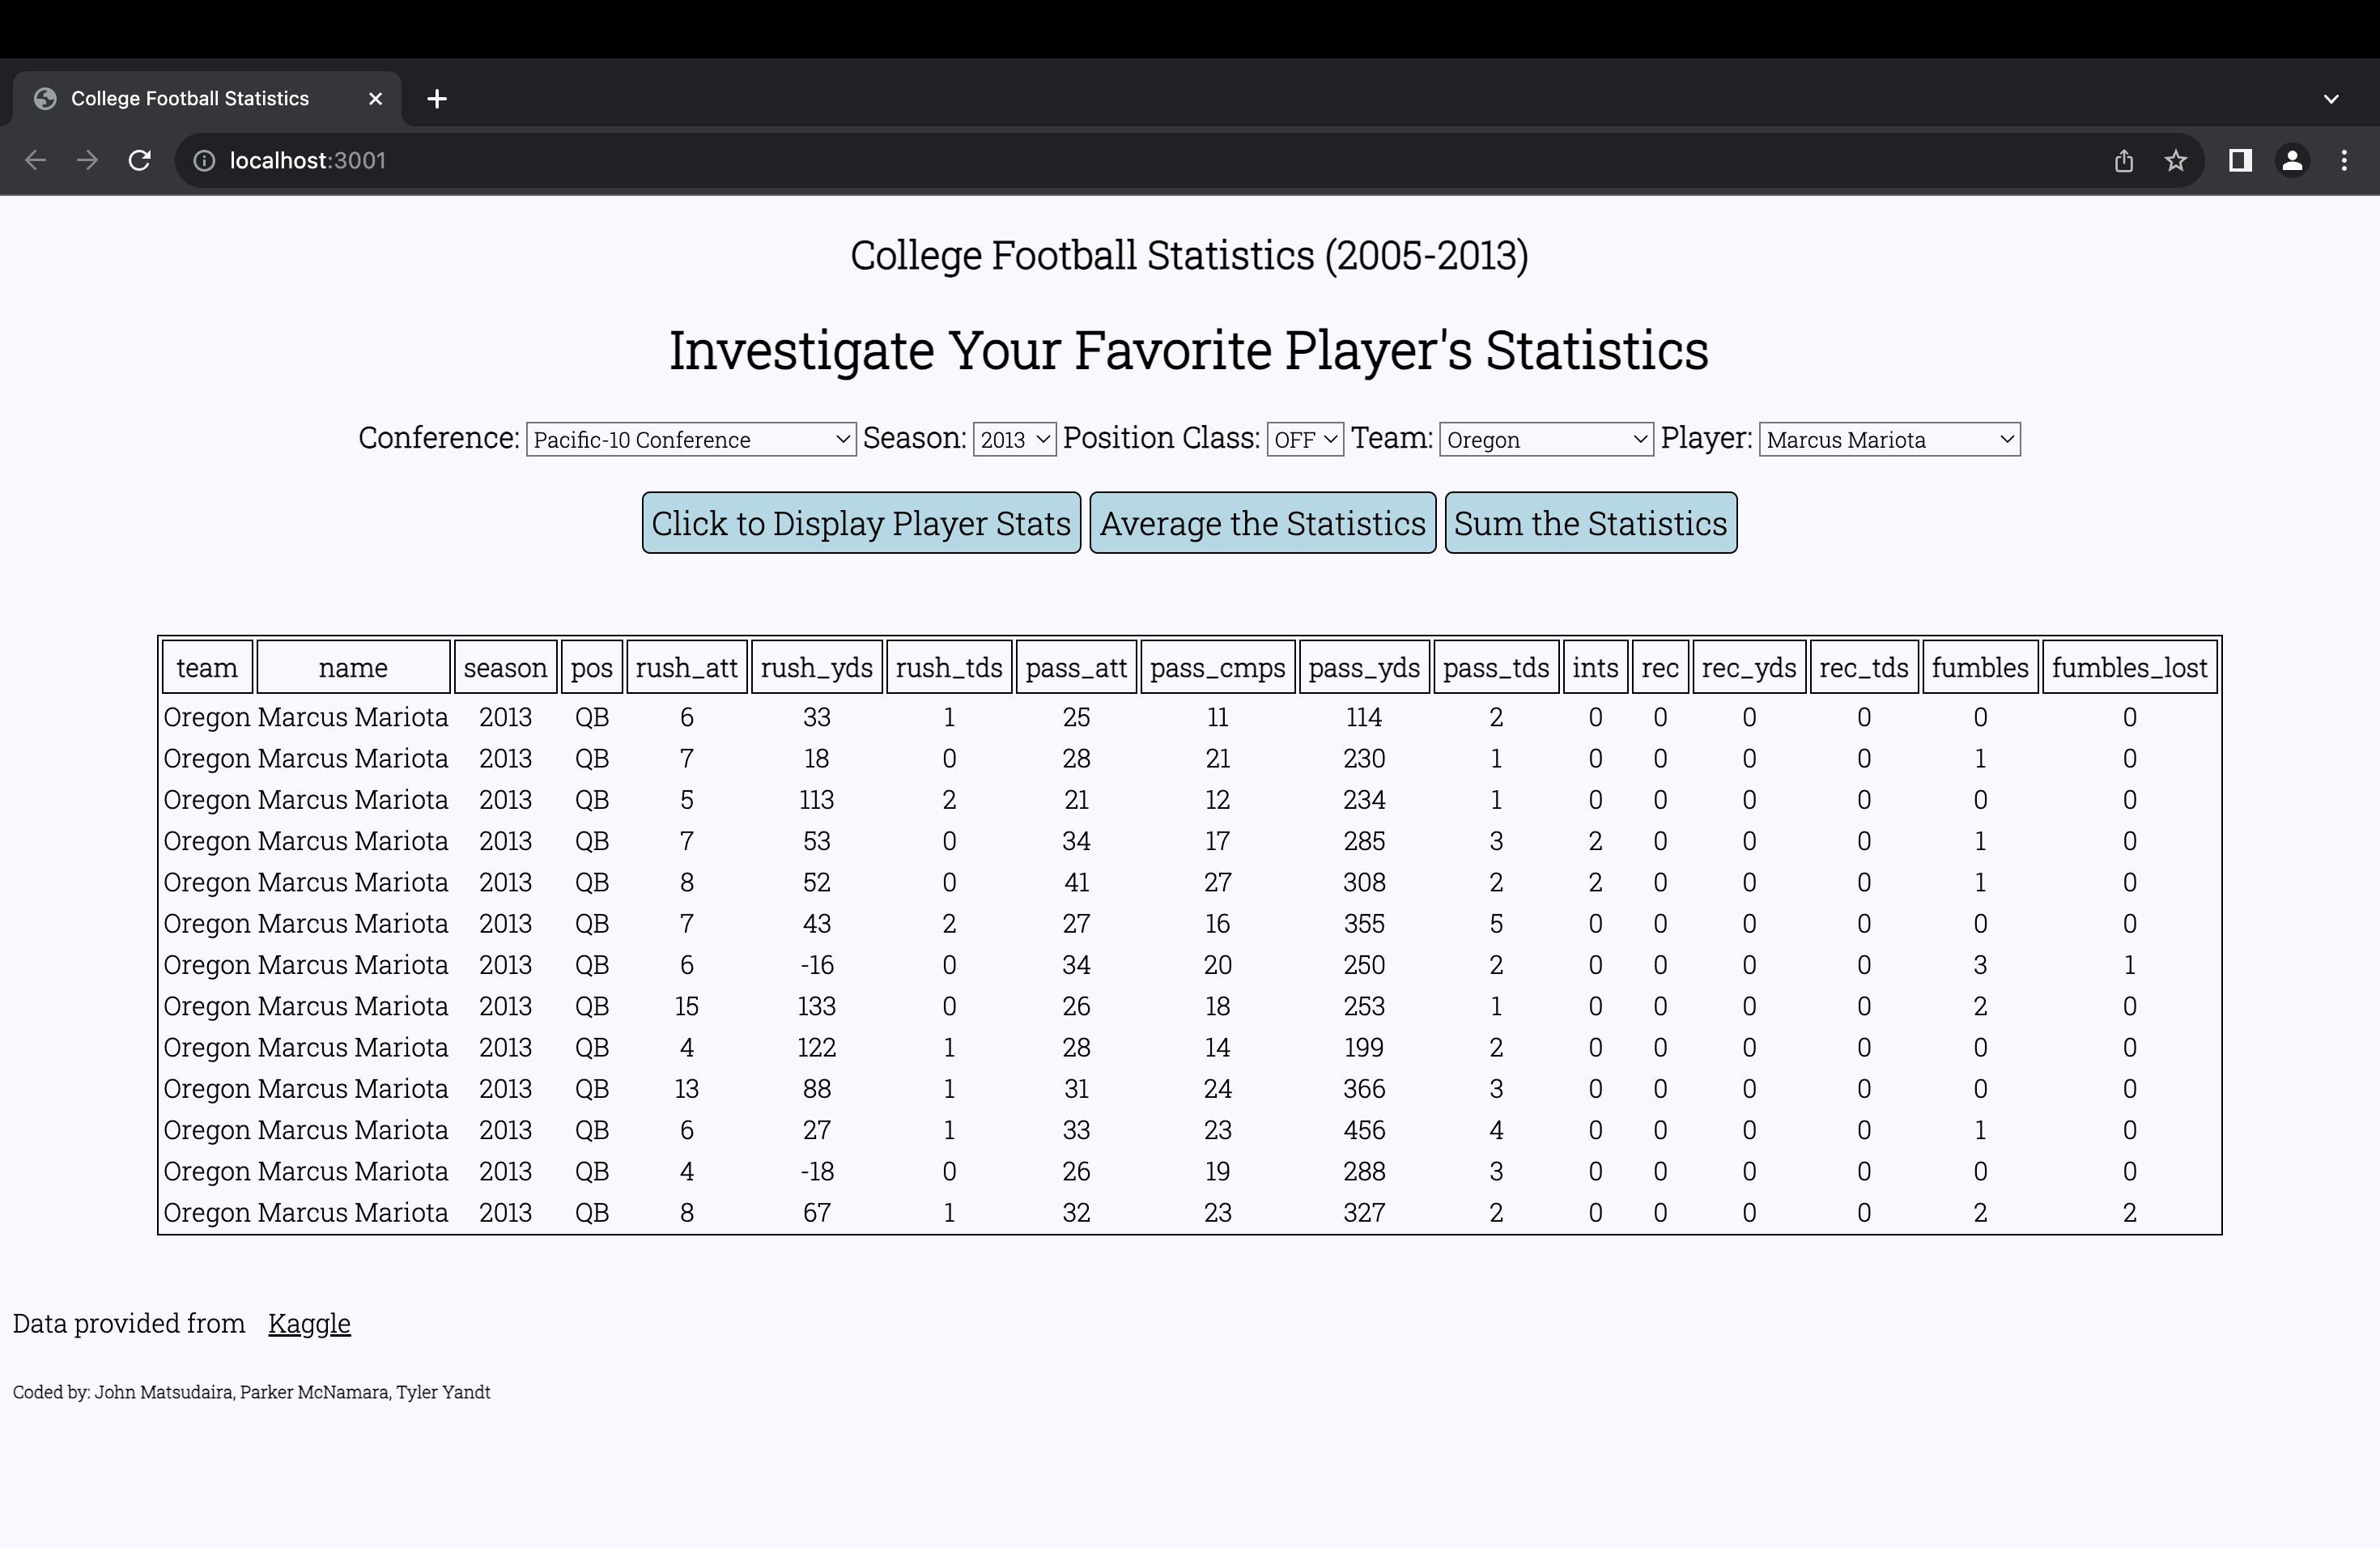 College Football Statistics
localhost:3001
College Football Statistics (2005-2013)
Investigate Your Favorite Player's Statistics
Conference: Pacific-10 Conference Season: 2013 Position Class: OFF Team: Oregon Player: Marcus Mariota
Click to Display Player Stats Average the Statistics Sum the Statistics
team name season pos rush_att rush_yds rush_tds pass_att pass_cmps pass_yds pass_tds ints rec rec_yds rec_tds fumbles fumbles_lost
Oregon Marcus Mariota 2013 QB 6 33 1 25 11 114 2 0 0 0 0 0 0
Oregon Marcus Mariota 2013 QB 7 18 0 28 21 230 1 0 0 0 0 1 0
Oregon Marcus Mariota 2013 QB 5 113 2 21 12 234 1 0 0 0 0 0 0
Oregon Marcus Mariota 2013 QB 7 53 0 34 17 285 3 2 0 0 0 1 0
Oregon Marcus Mariota 2013 QB 8 52 0 41 27 308 2 2 0 0 0 1 0
Oregon Marcus Mariota 2013 QB 7 43 2 27 16 355 5 0 0 0 0 0 0
Oregon Marcus Mariota 2013 QB 6 -16 0 34 20 250 2 0 0 0 0 3 1
Oregon Marcus Mariota 2013 QB 15 133 0 26 18 253 1 0 0 0 0 2 0
Oregon Marcus Mariota 2013 QB 4 122 1 28 14 199 2 0 0 0 0 0 0
Oregon Marcus Mariota 2013 QB 13 88 1 31 24 366 3 0 0 0 0 0 0
Oregon Marcus Mariota 2013 QB 6 27 1 33 23 456 4 0 0 0 0 1 0
Oregon Marcus Mariota 2013 QB 4 -18 0 26 19 288 3 0 0 0 0 0 0
Oregon Marcus Mariota 2013 QB 8 67 1 32 23 327 2 0 0 0 0 2 2
Data provided from Kaggle
Coded by: John Matsudaira, Parker McNamara, Tyler Yandt